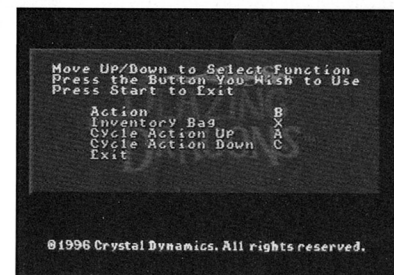 Move Up/Down to Select Function
Press the Button You Wish to Use
Press Start to Exit
Action B
Inventory Bag X
Cycle Action Up A
Cycle Action Down C
Exit
©1996 Crystal Dynamics. All rights reserved.